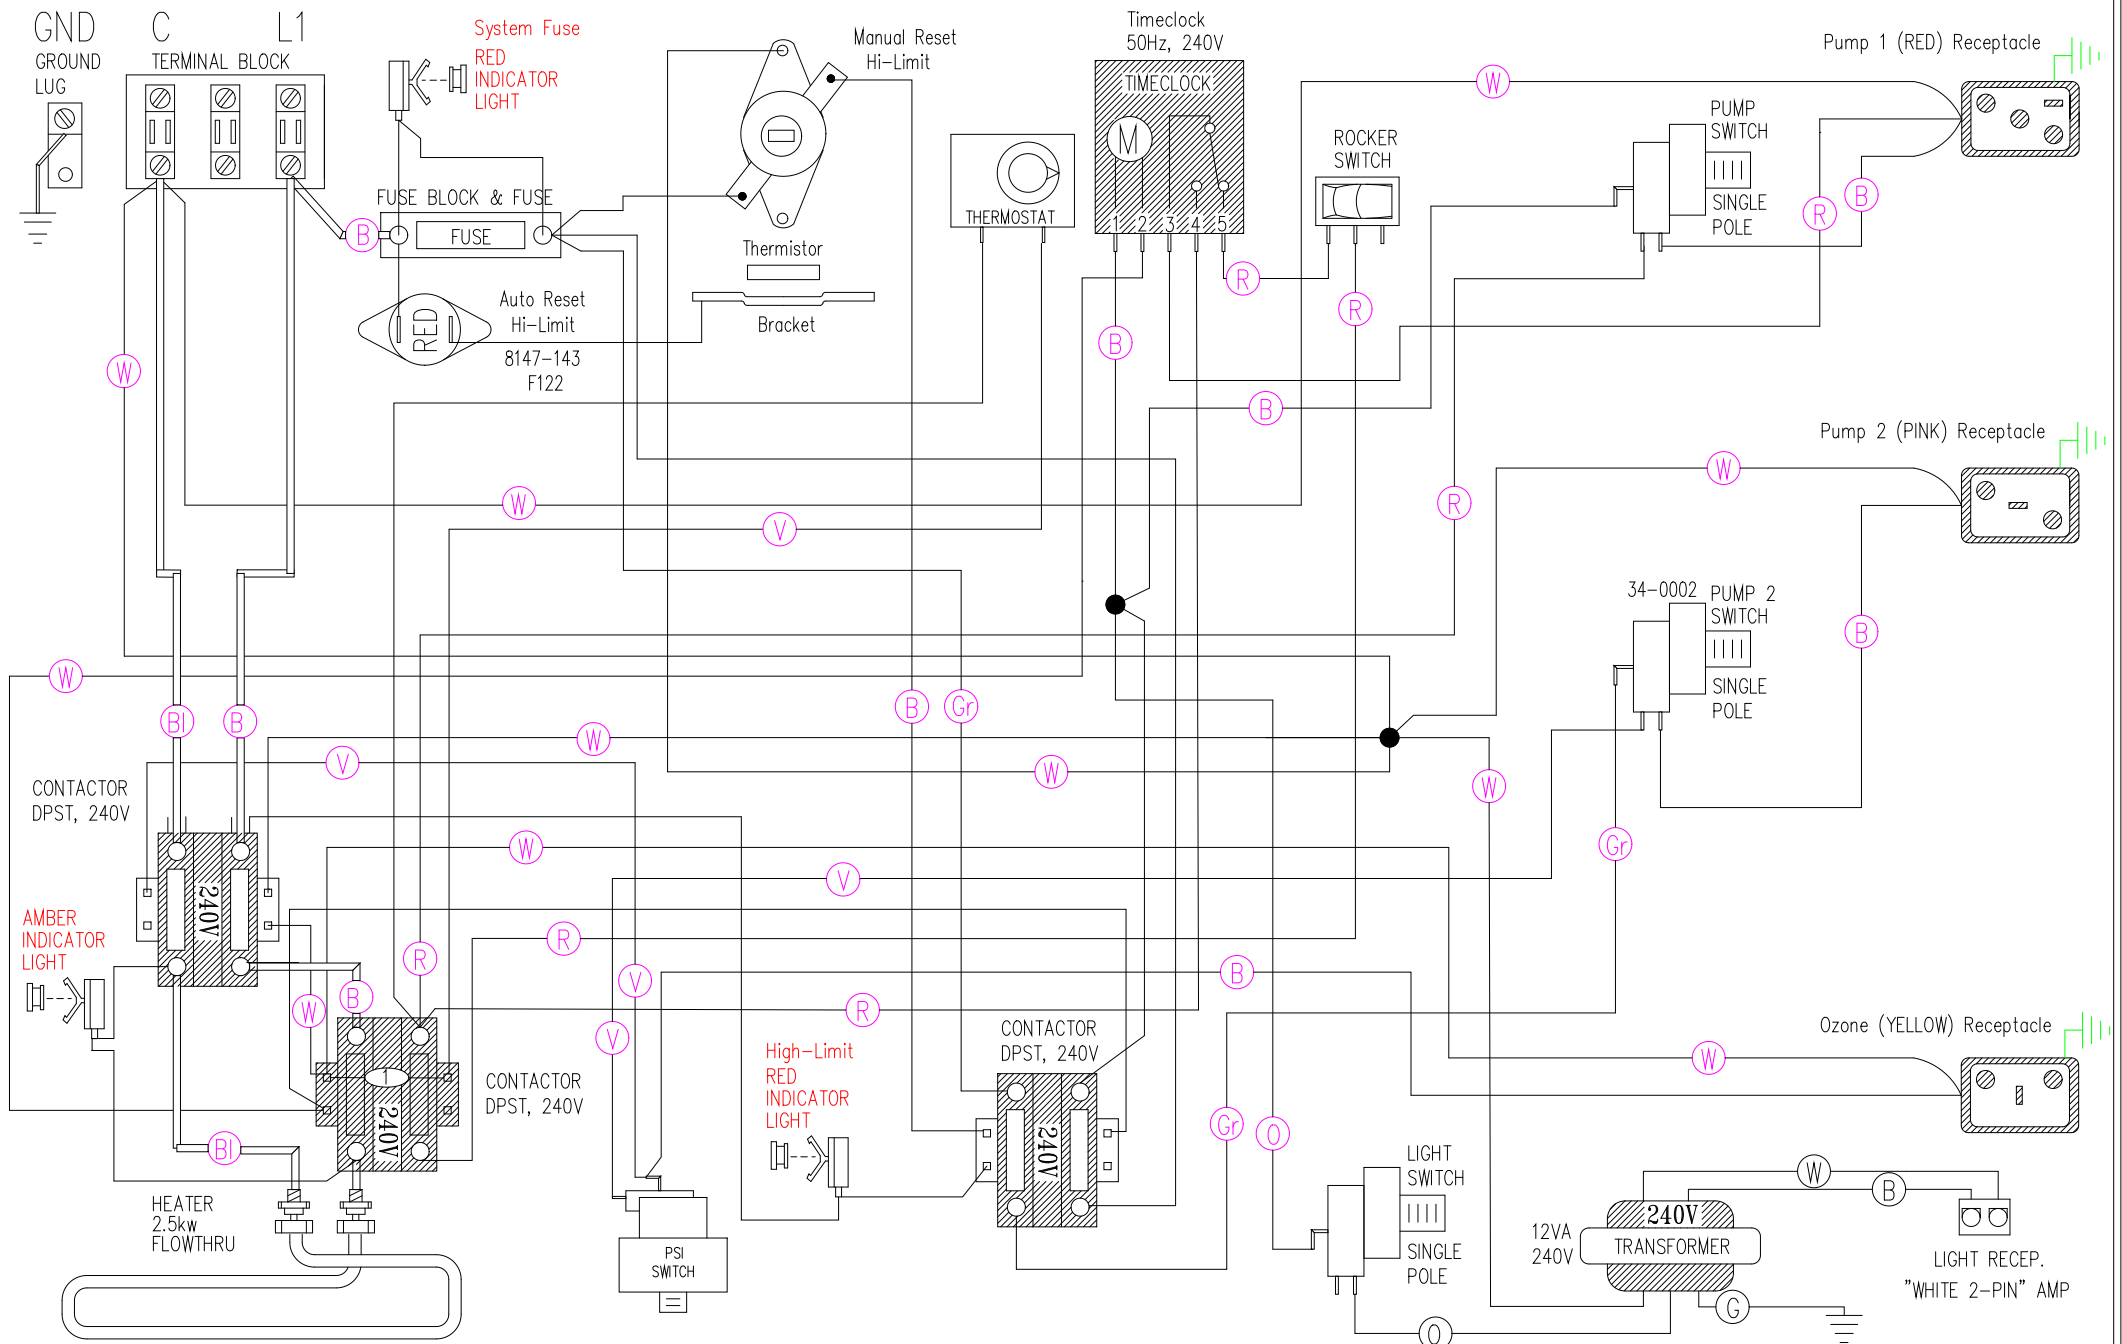 GND C L1
GROUND
LUG
TERMINAL BLOCK
System Fuse
RED
INDICATOR
LIGHT
Manual Reset
Hi-Limit
Timeclock
50Hz, 240V
TIMECLOCK
M
1 2 3 4 5
Pump 1 (RED) Receptacle
PUMP
SWITCH
SINGLE
POLE
ROCKER
SWITCH
THERMOSTAT
FUSE BLOCK & FUSE
FUSE
B
Thermistor
Bracket
RED
Auto Reset
Hi-Limit
8147-143
F122
W
W
R
B
R
R
B
B
W
V
R
Pump 2 (PINK) Receptacle
W
34-0002
PUMP 2
SWITCH
SINGLE
POLE
B
W
Bl
B
B
Gr
W
V
W
W
CONTACTOR
DPST, 240V
240V
W
V
Gr
AMBER
INDICATOR
LIGHT
R
R
V
B
B
W
R
V
CONTACTOR
DPST, 240V
240V
1
240V
CONTACTOR
DPST, 240V
High-Limit
RED
INDICATOR
LIGHT
Ozone (YELLOW) Receptacle
W
Gr
O
Bl
HEATER
2.5kw
FLOWTHRU
PSI
SWITCH
LIGHT
SWITCH
SINGLE
POLE
W
B
12VA
240V
240V
TRANSFORMER
G
O
LIGHT RECEP.
"WHITE 2-PIN" AMP